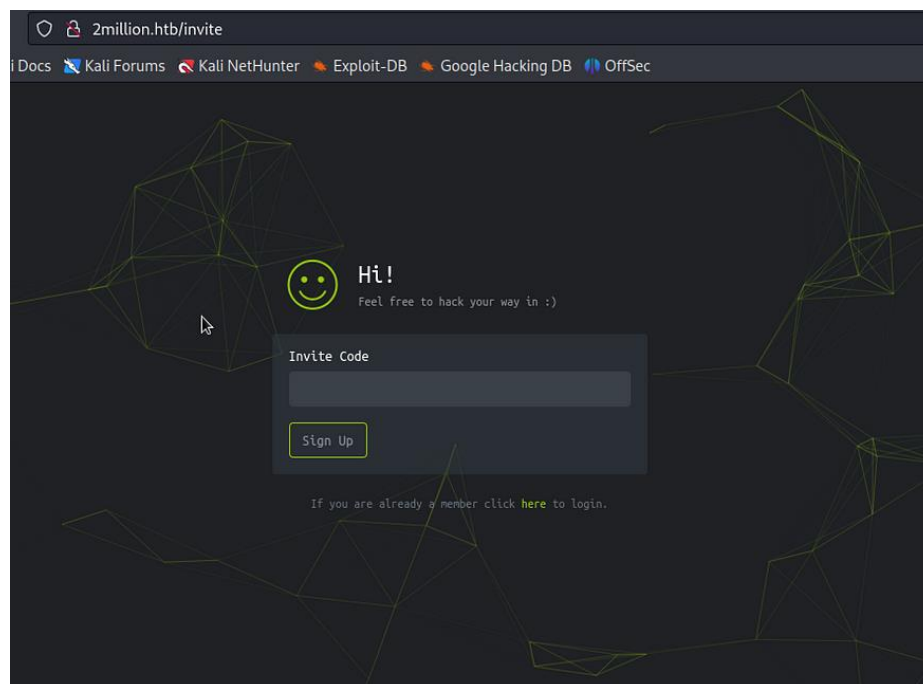 2million.htb/invite
i Docs Kali Forums Kali NetHunter Exploit-DB Google Hacking DB OffSec
Hi!
Feel free to hack your way in :)
Invite Code
Sign Up
If you are already a member click here to login.